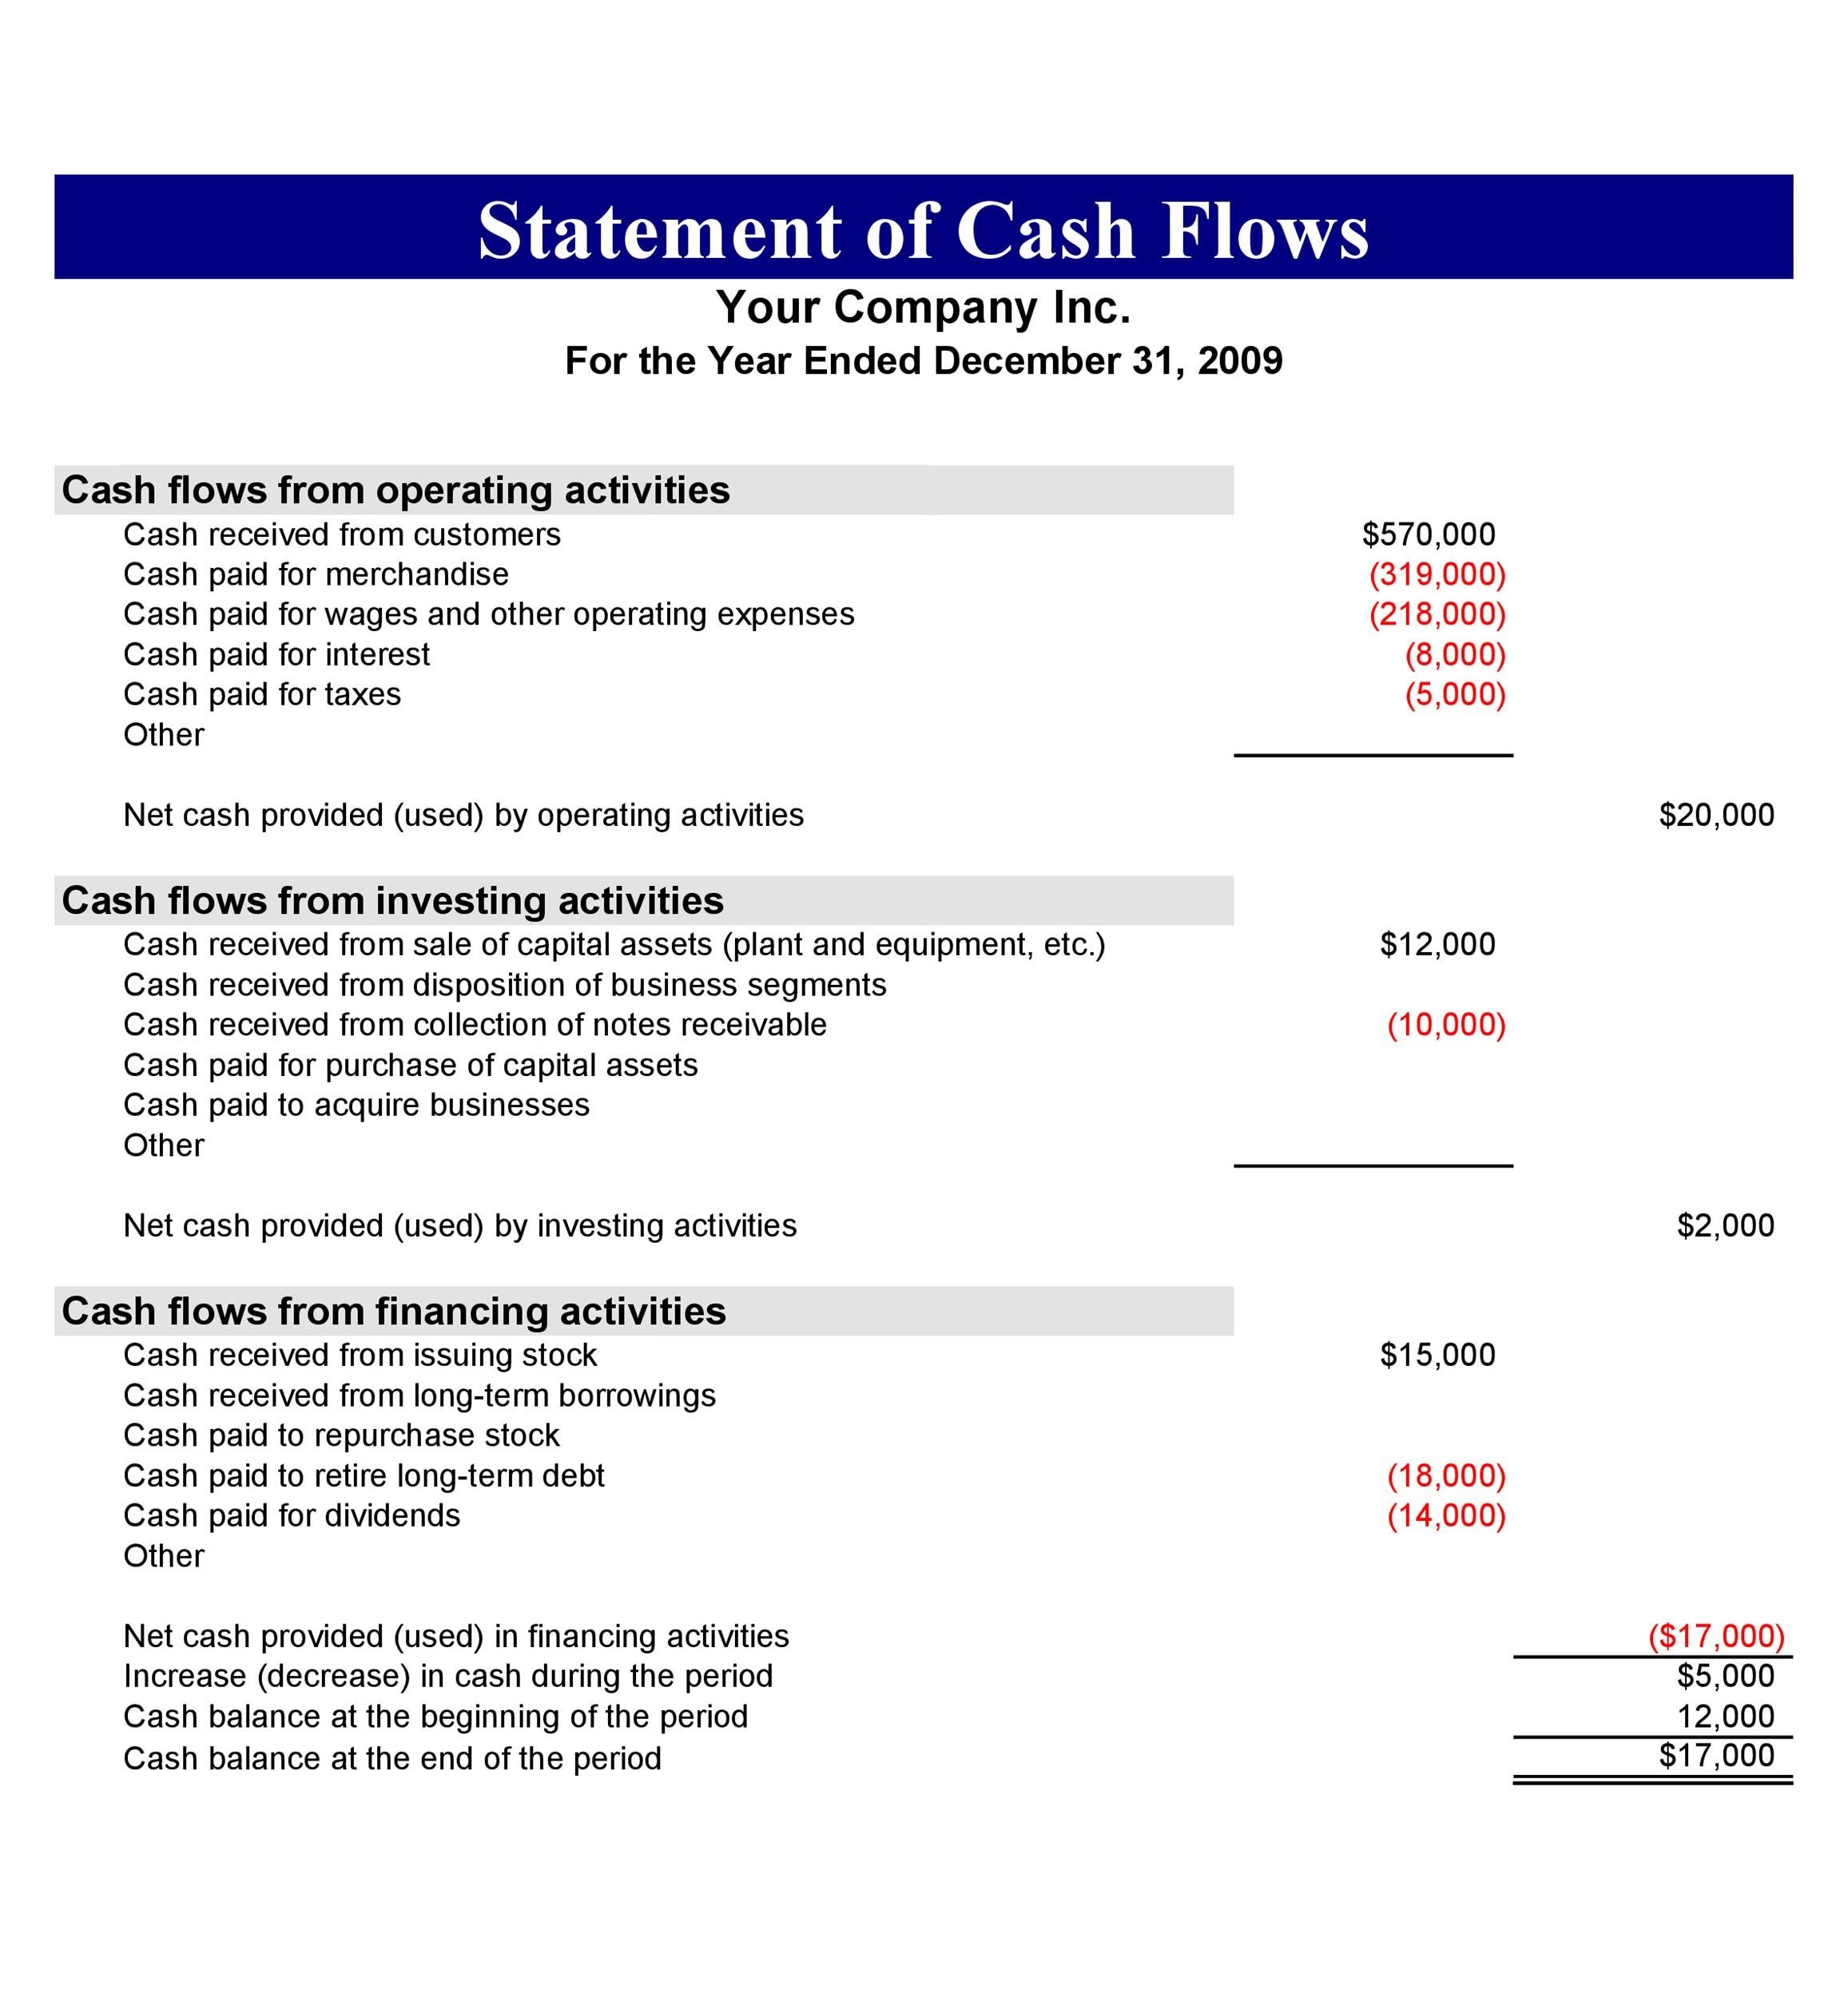 Statement of Cash Flows
Your Company Inc.
For the Year Ended December 31, 2009
Cash flows from operating activities
Cash received from customers $570,000
Cash paid for merchandise (319,000)
Cash paid for wages and other operating expenses (218,000)
Cash paid for interest (8,000)
Cash paid for taxes (5,000)
Other
Net cash provided (used) by operating activities $20,000
Cash flows from investing activities
Cash received from sale of capital assets (plant and equipment, etc.) $12,000
Cash received from disposition of business segments
Cash received from collection of notes receivable (10,000)
Cash paid for purchase of capital assets
Cash paid to acquire businesses
Other
Net cash provided (used) by investing activities $2,000
Cash flows from financing activities
Cash received from issuing stock $15,000
Cash received from long-term borrowings
Cash paid to repurchase stock
Cash paid to retire long-term debt (18,000)
Cash paid for dividends (14,000)
Other
Net cash provided (used) in financing activities ($17,000)
Increase (decrease) in cash during the period $5,000
Cash balance at the beginning of the period 12,000
Cash balance at the end of the period $17,000